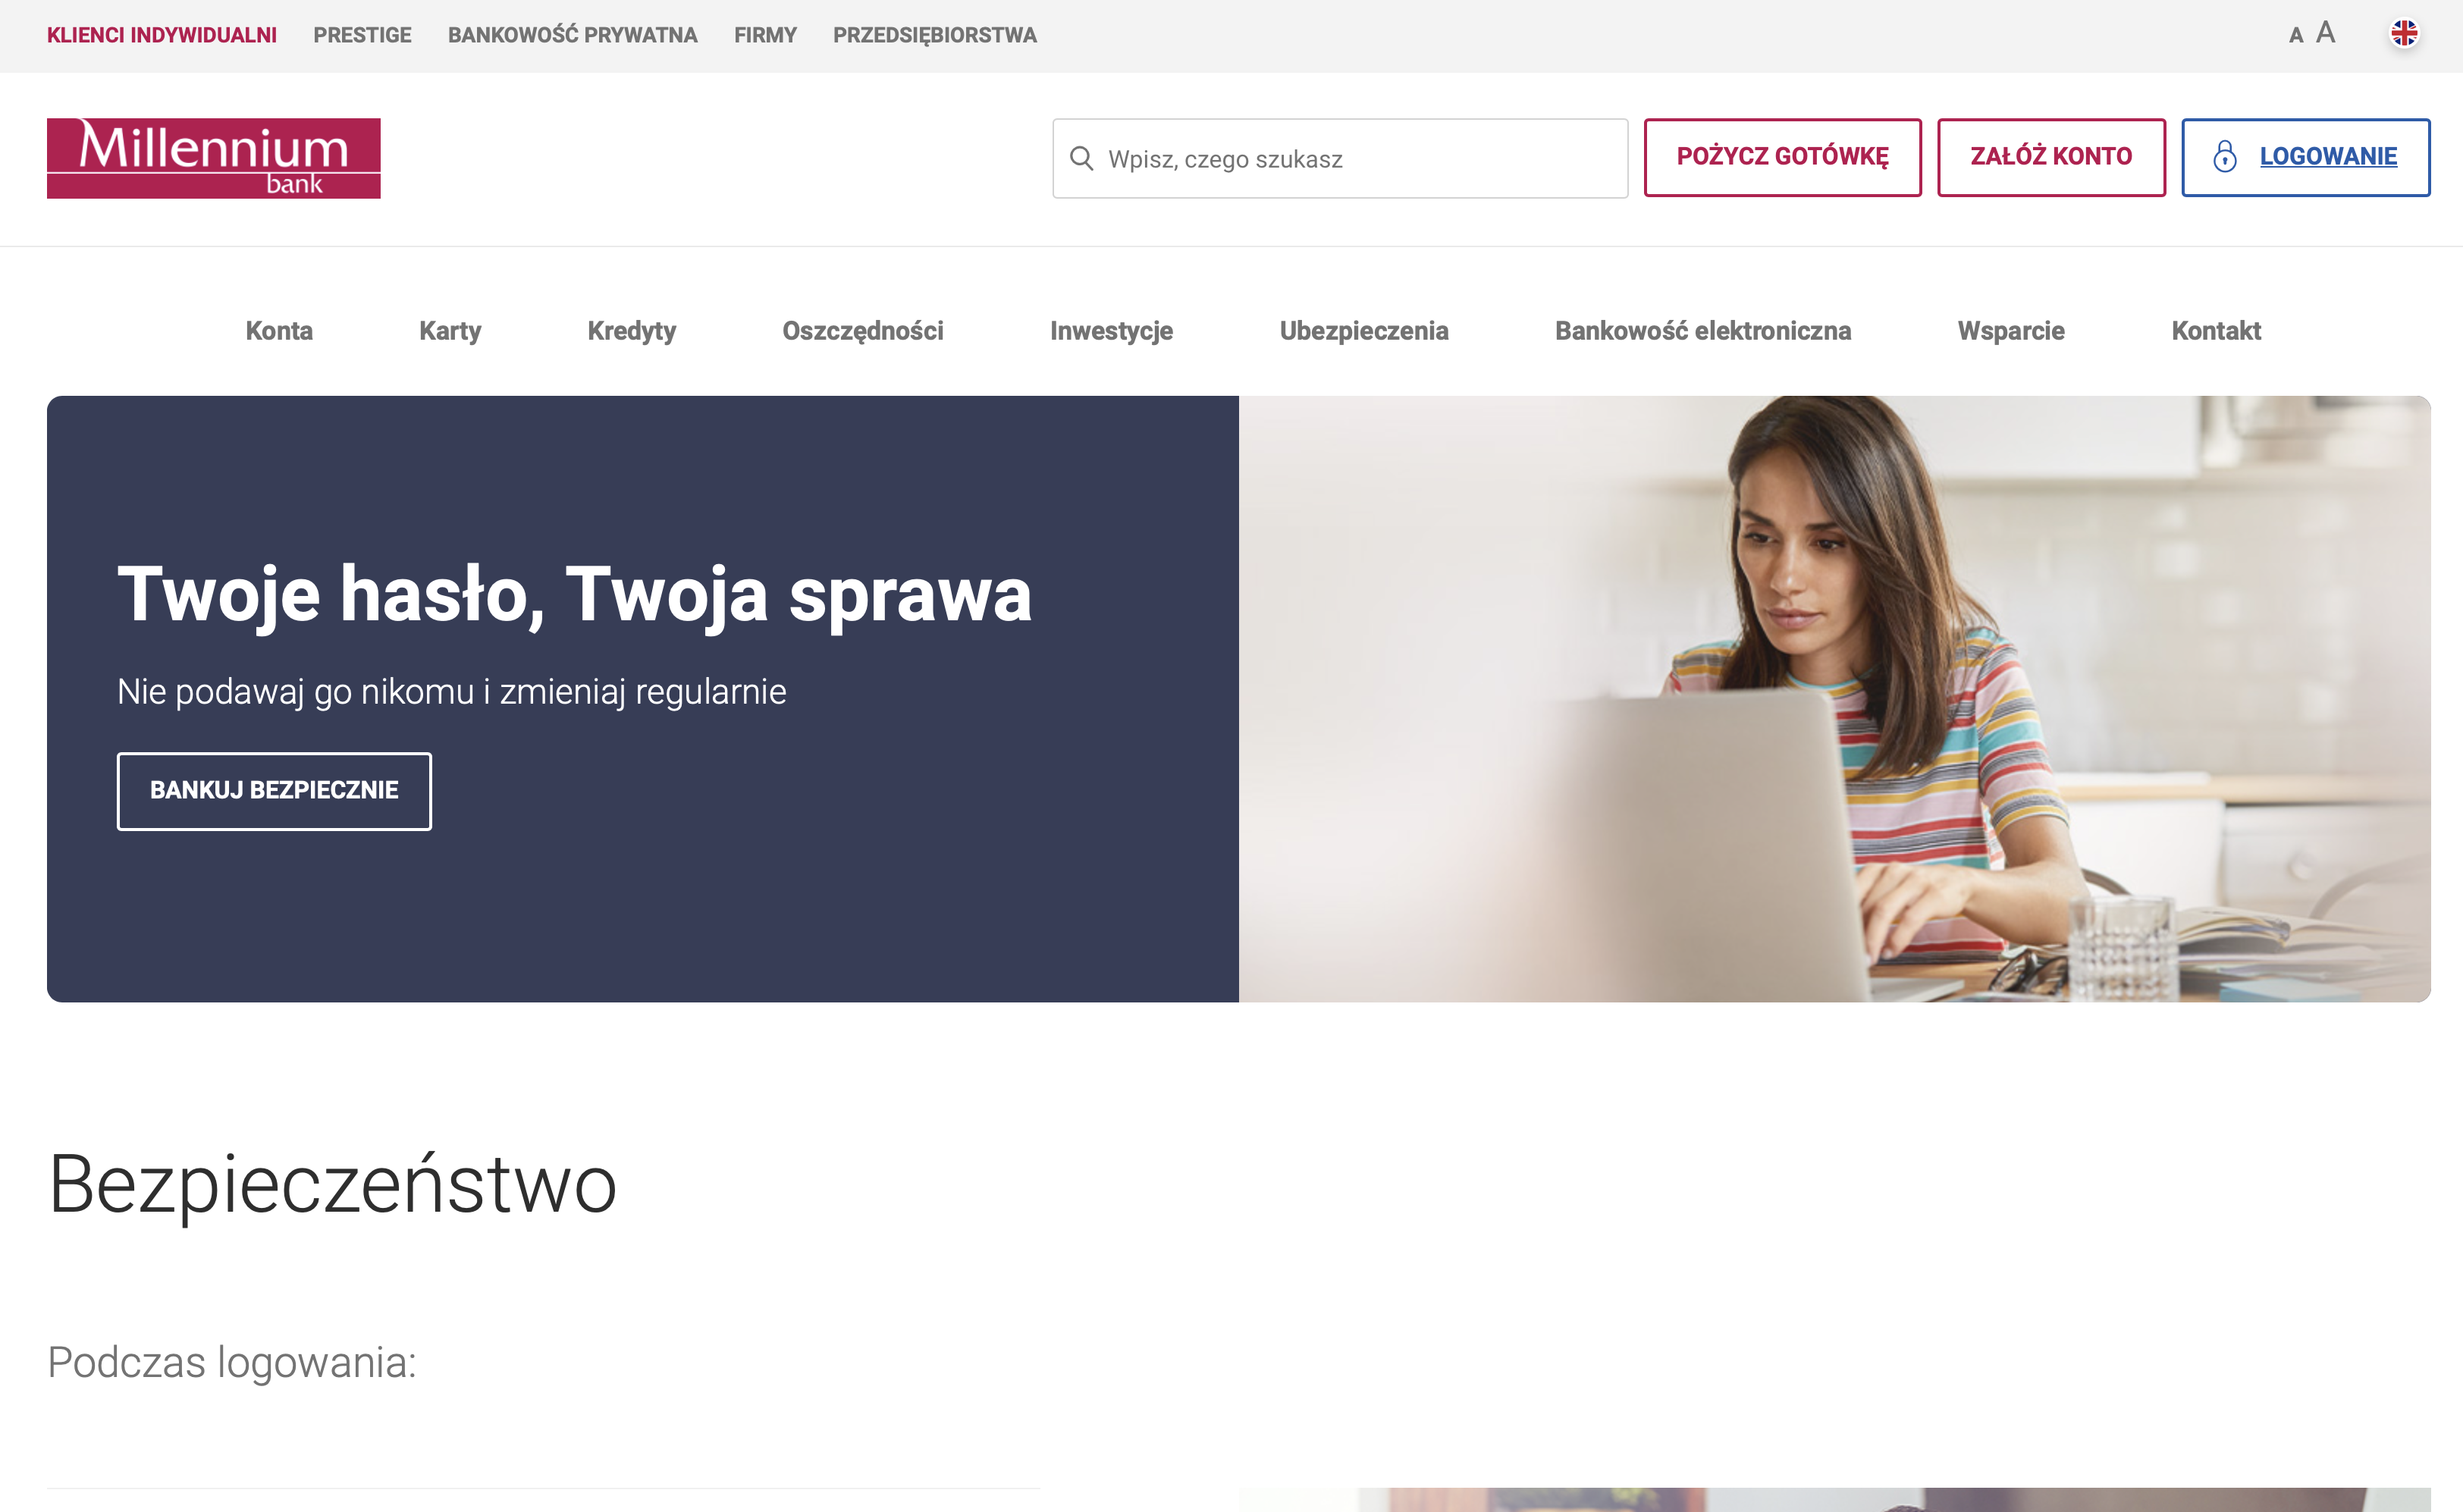 KLIENCI INDYWIDUALNI PRESTIGE BANKOWOŚĆ PRYWATNA FIRMY PRZEDSIĘBIORSTWA A A
Millennium
bank
Wpisz, czego szukasz POŻYCZ GOTÓWKĘ ZAŁÓŻ KONTO LOGOWANIE
Konta Karty Kredyty Oszczędności Inwestycje Ubezpieczenia Bankowość elektroniczna Wsparcie Kontakt
Twoje hasło, Twoja sprawa
Nie podawaj go nikomu i zmieniaj regularnie
BANKUJ BEZPIECZNIE
Bezpieczeństwo
Podczas logowania: